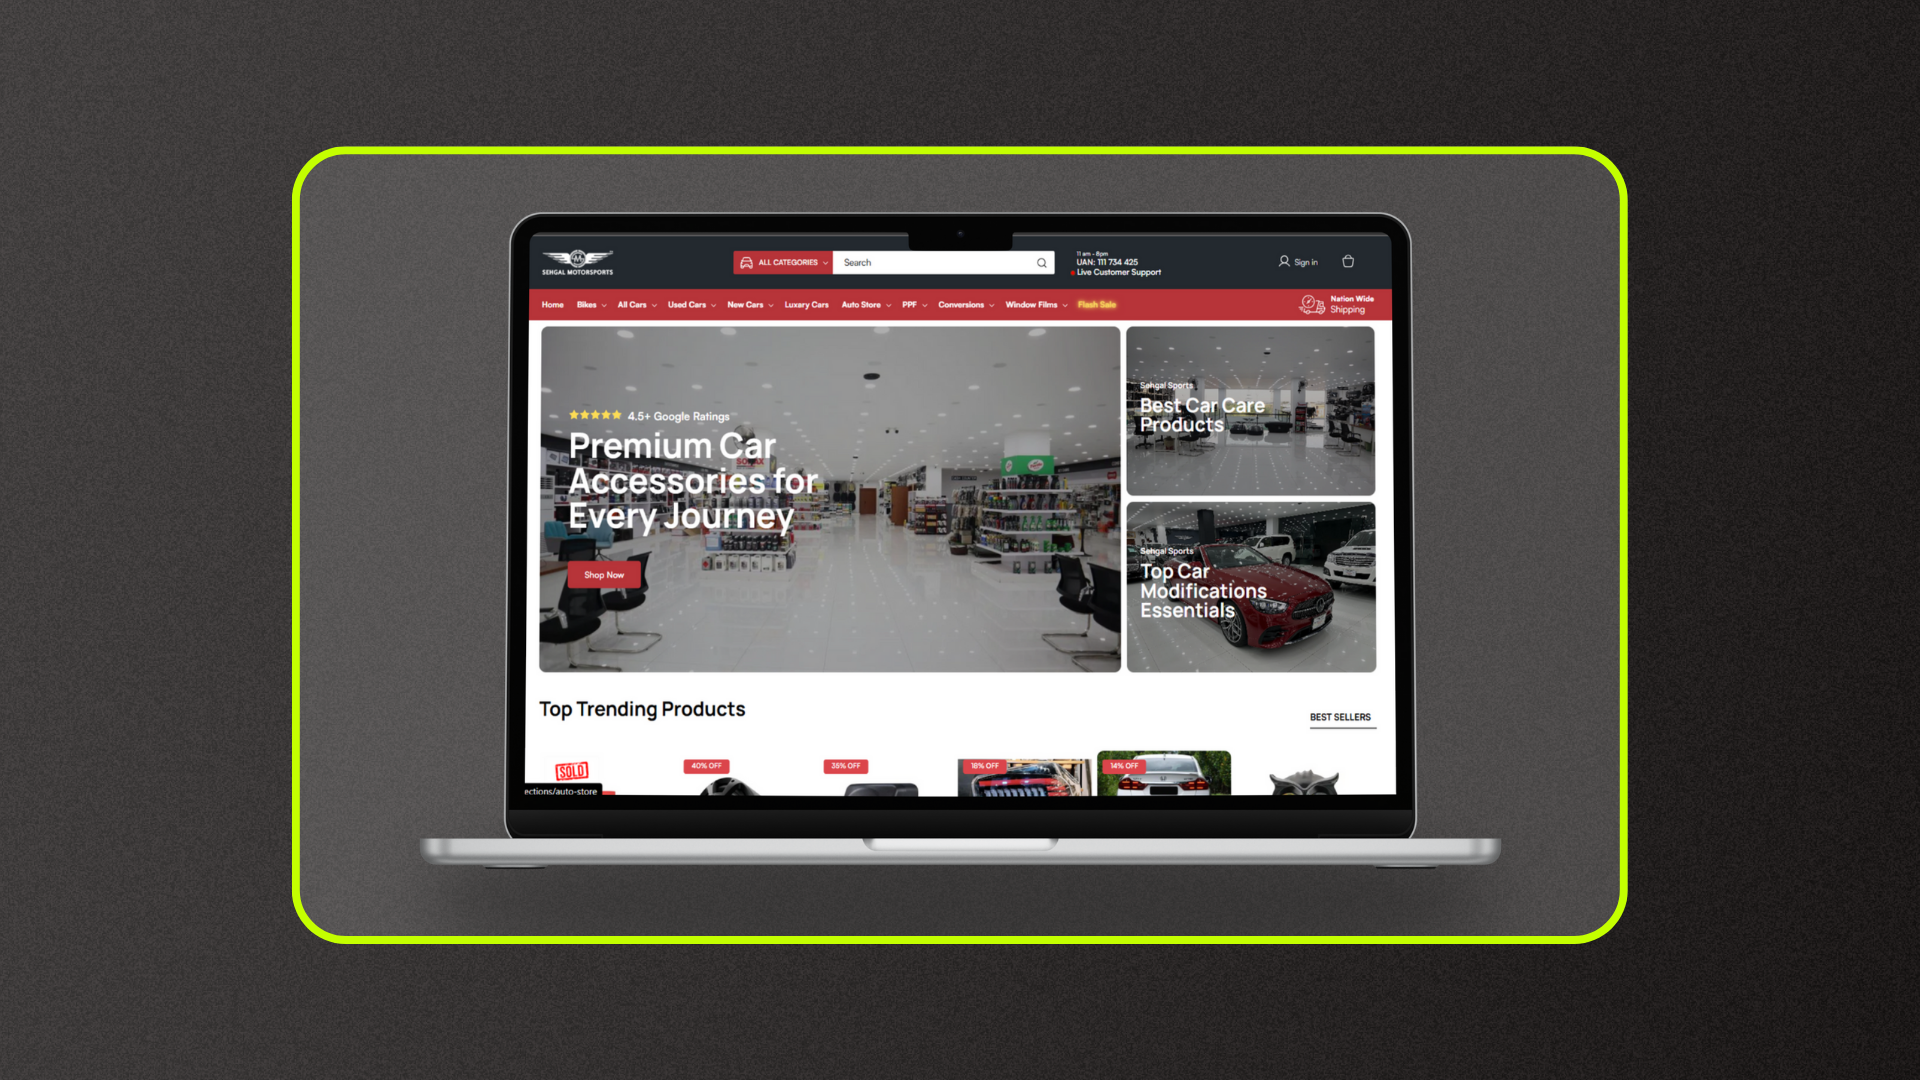 SEHGAL MOTORSPORTS
ALL CATEGORIES
Search
11 am - 8pm
UAN: 111 734 425
Live Customer Support
Sign in
Home Bikes All Cars Used Cars New Cars Luxary Cars Auto Store PPF Conversions Window Films Flash Sale
Nation Wide
Shipping
4.5+ Google Ratings
Premium Car
Accessories for
Every Journey
Shop Now
Sehgal Sports
Best Car Care
Products
Sehgal Sports
Top Car
Modifications
Essentials
Top Trending Products
BEST SELLERS
SOLD
40% OFF
35% OFF
18% OFF
14% OFF
ections/auto-store